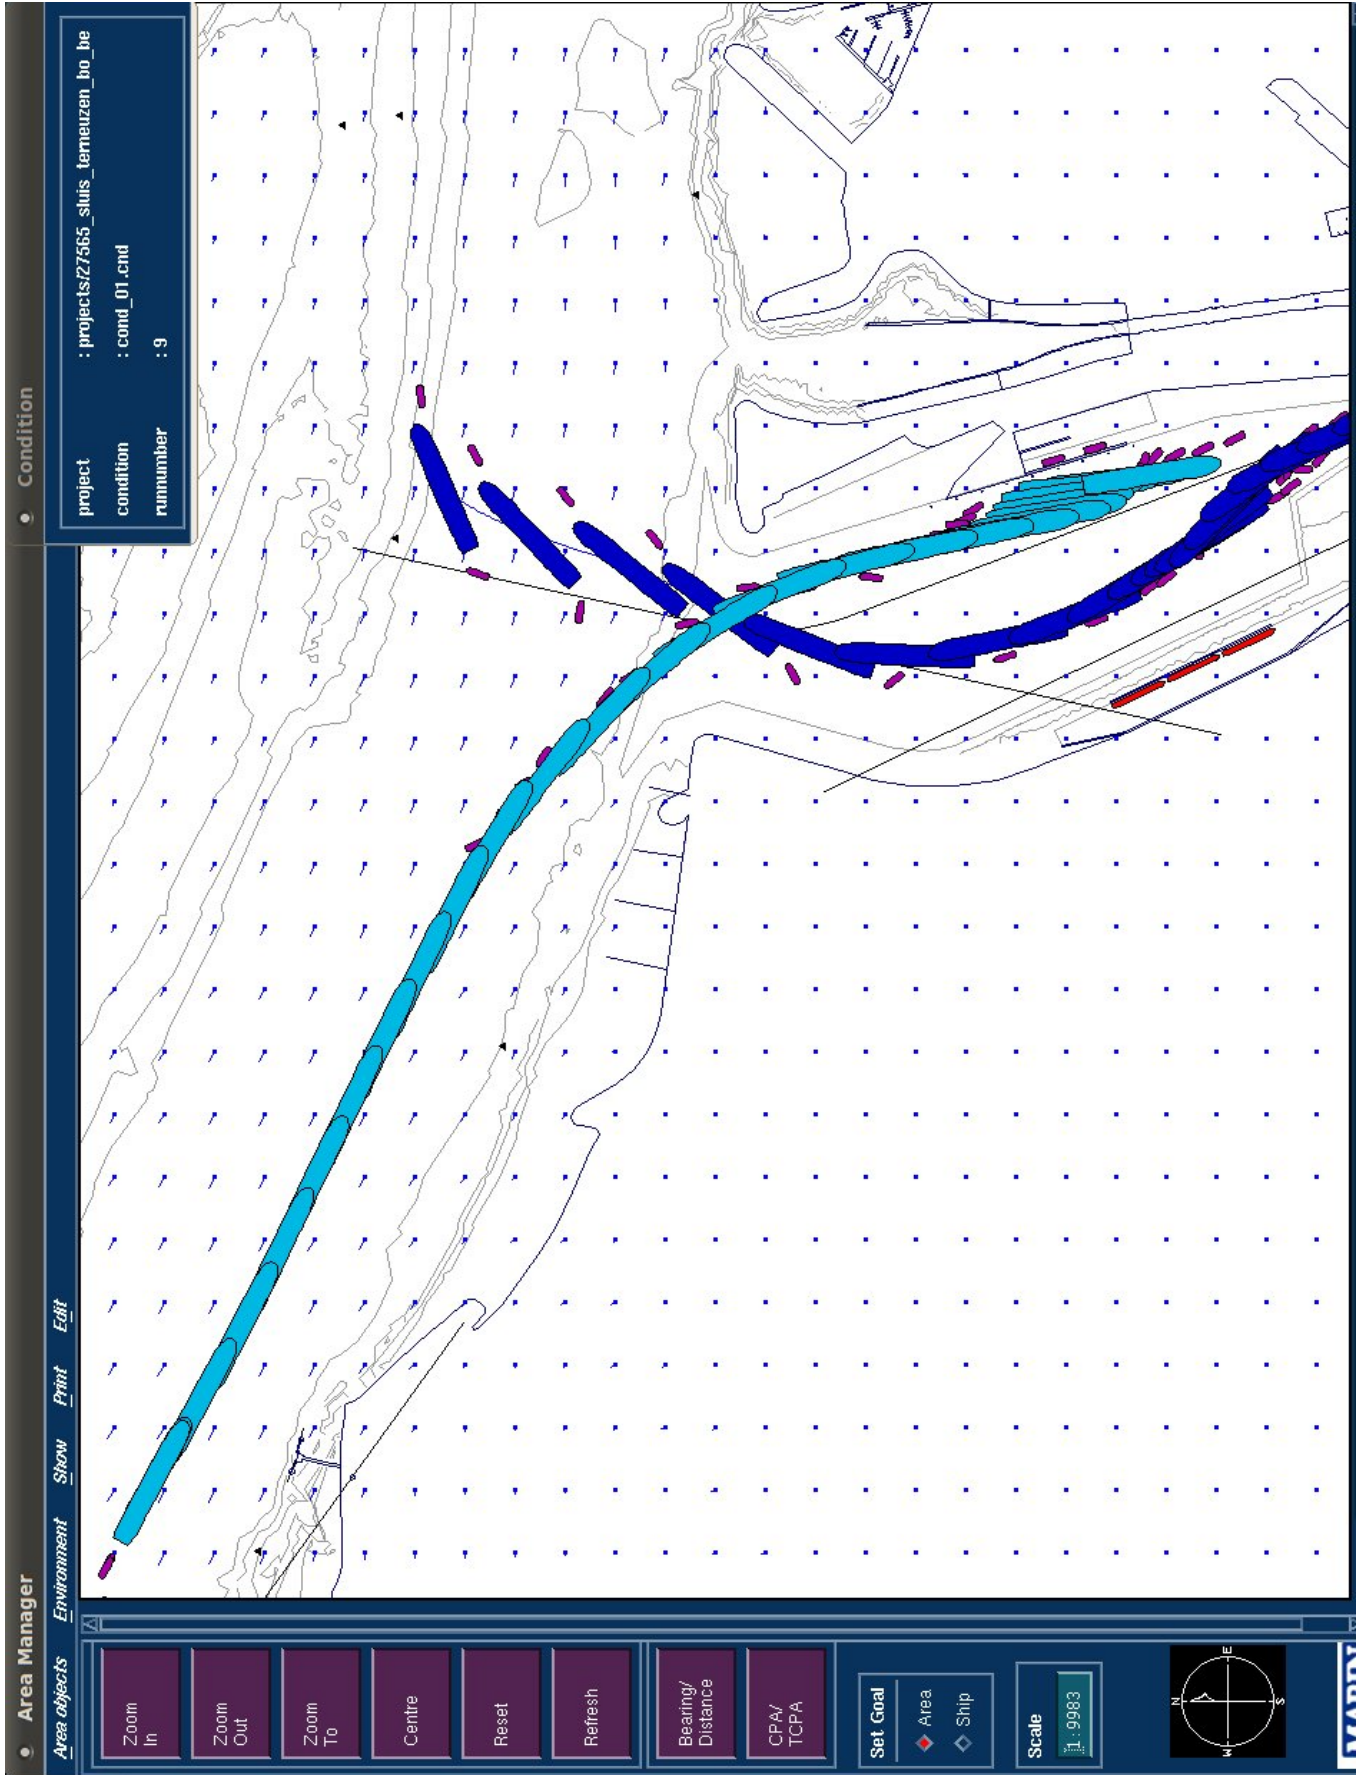 Area Manager
Condition
Area objects
Environment
Show
Print
Edit
project : projects/27565_sluis_terneuzen_bo_be
condition : cond_01.cnd
runnumber : 9
Zoom
In
Zoom
Out
Zoom
To
Centre
Reset
Refresh
Bearing/
Distance
CPA/
TCPA
Set Goal
Area
Ship
Scale
1 : 9983
N
W
E
S